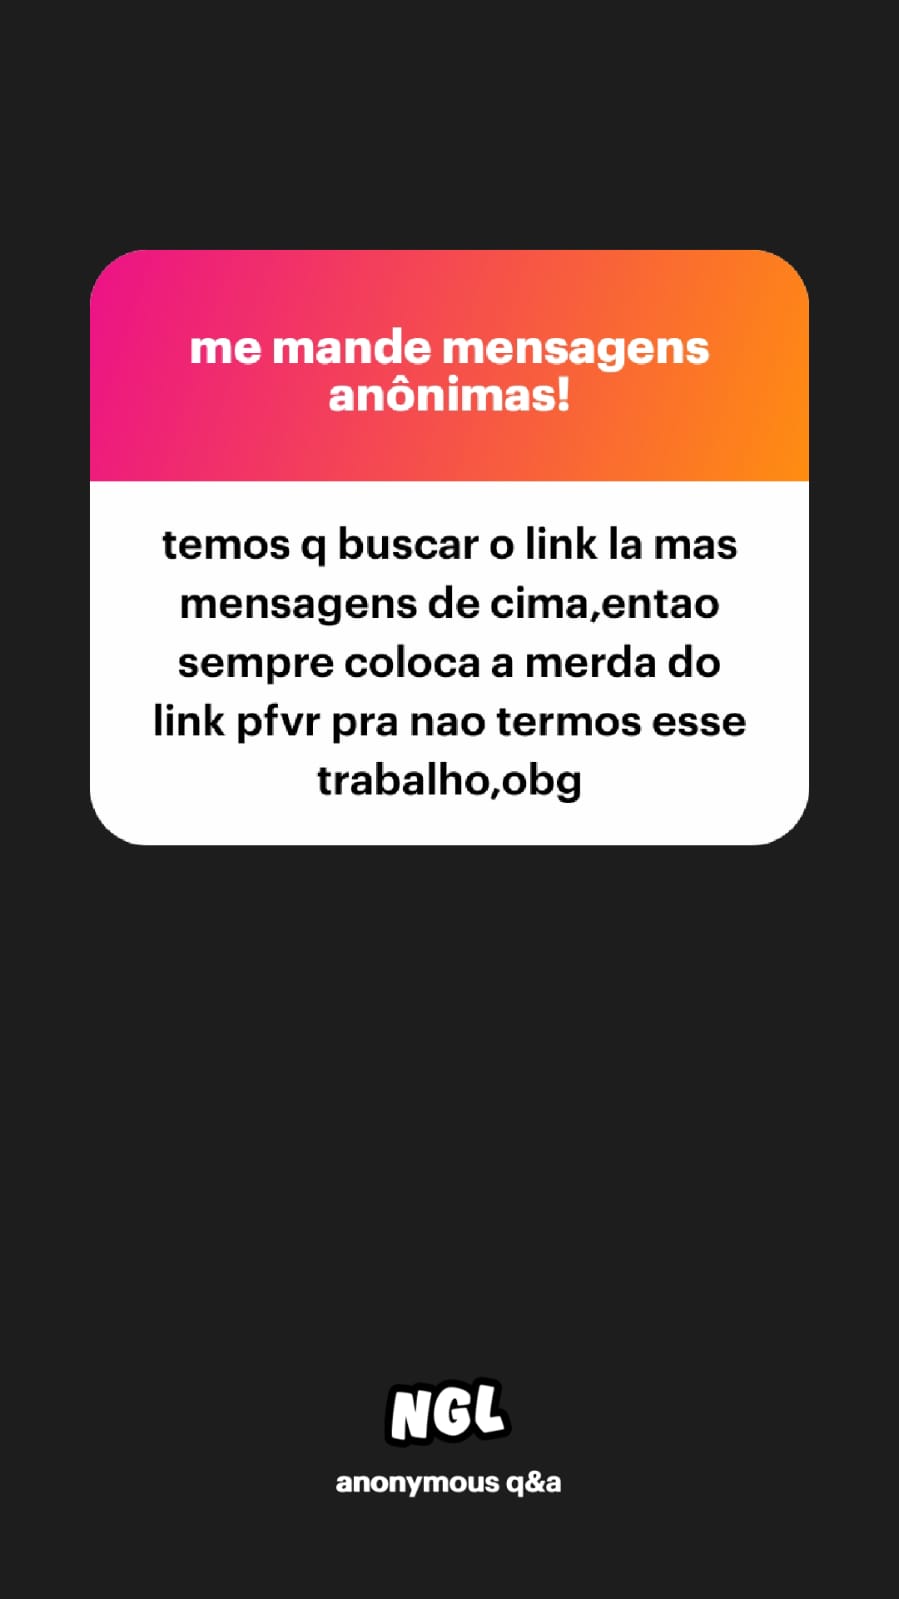 me mande mensagens
anônimas!
temos q buscar o link la mas
mensagens de cima,entao
sempre coloca a merda do
link pfvr pra nao termos esse
trabalho,obg
NGL
anonymous q&a